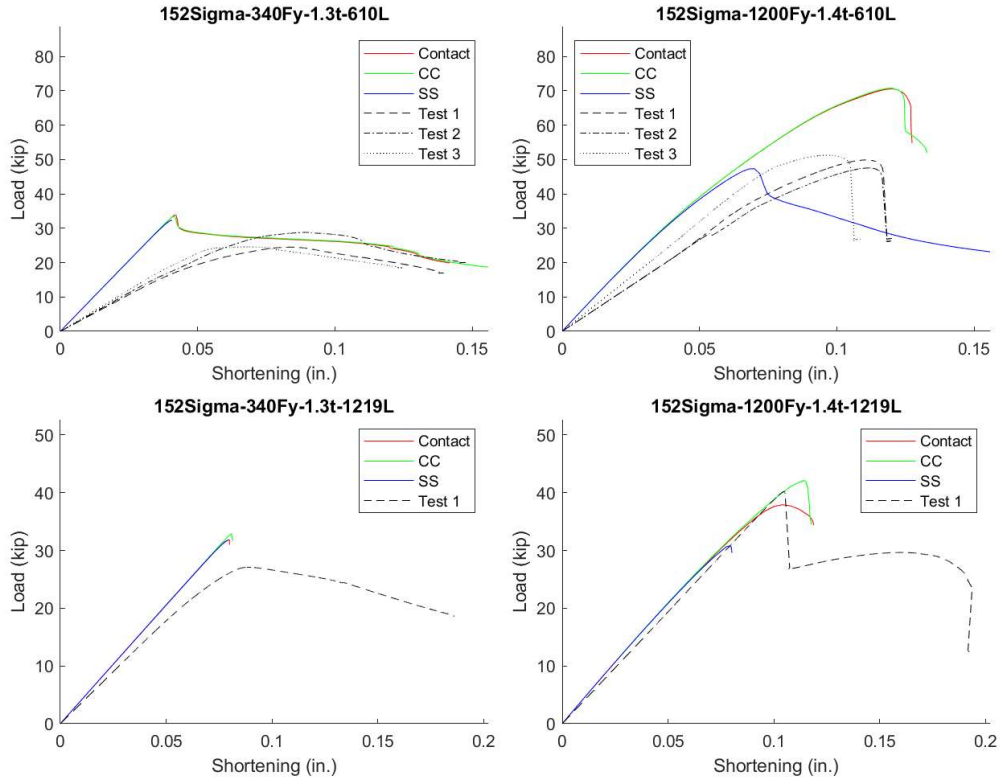 152Sigma-340Fy-1.3t-610L
Load (kip)
80
70
60
50
40
30
20
10
0
Contact
CC
SS
Test 1
Test 2
Test 3
0 0.05 0.1 0.15
Shortening (in.)
152Sigma-1200Fy-1.4t-610L
Load (kip)
80
70
60
50
40
30
20
10
0
Contact
CC
SS
Test 1
Test 2
Test 3
0 0.05 0.1 0.15
Shortening (in.)
152Sigma-340Fy-1.3t-1219L
Load (kip)
50
40
30
20
10
0
Contact
CC
SS
Test 1
0 0.05 0.1 0.15 0.2
Shortening (in.)
152Sigma-1200Fy-1.4t-1219L
Load (kip)
50
40
30
20
10
0
Contact
CC
SS
Test 1
0 0.05 0.1 0.15 0.2
Shortening (in.)